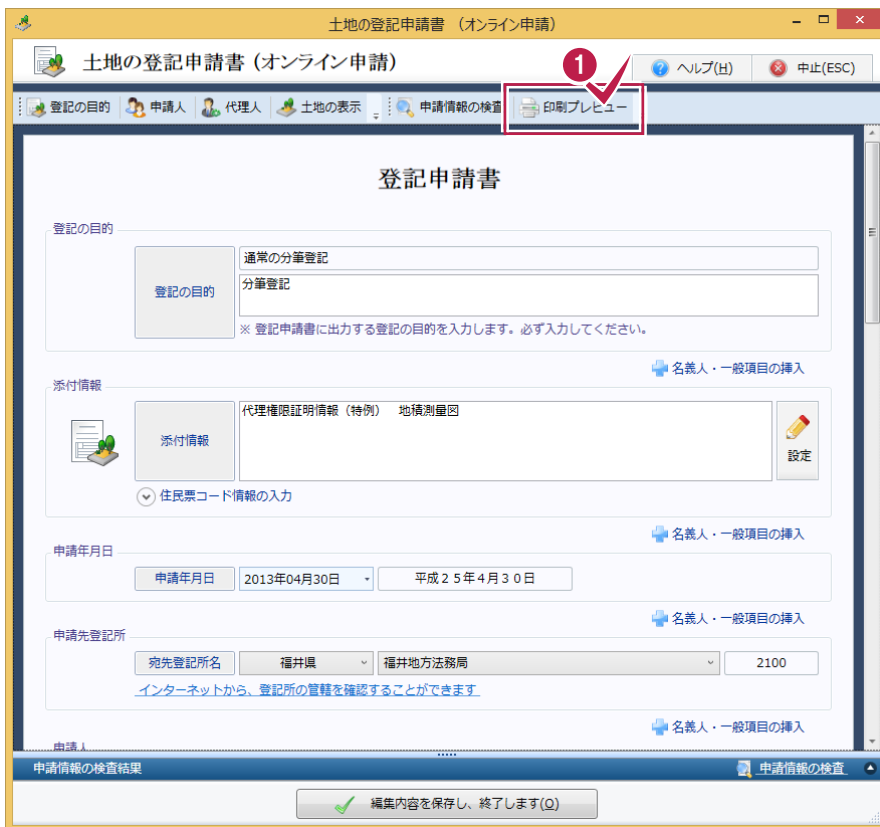 土地の登記申請書 （オンライン申請）
土地の登記申請書（オンライン申請）
1
ヘルプ(H)
中止(ESC)
登記の目的
申請人
代理人
土地の表示
申請情報の検査
印刷プレビュー
登記申請書
登記の目的
登記の目的
通常の分筆登記
分筆登記
※ 登記申請書に出力する登記の目的を入力します。必ず入力してください。
名義人・一般項目の挿入
添付情報
添付情報
代理権限証明情報（特例）　地積測量図
設定
住民票コード情報の入力
名義人・一般項目の挿入
申請年月日
申請年月日
2013年04月30日
平成２５年４月３０日
名義人・一般項目の挿入
申請先登記所
宛先登記所名
福井県
福井地方法務局
2100
インターネットから、登記所の管轄を確認することができます
名義人・一般項目の挿入
申請人
申請情報の検査結果
申請情報の検査
編集内容を保存し、終了します(O)